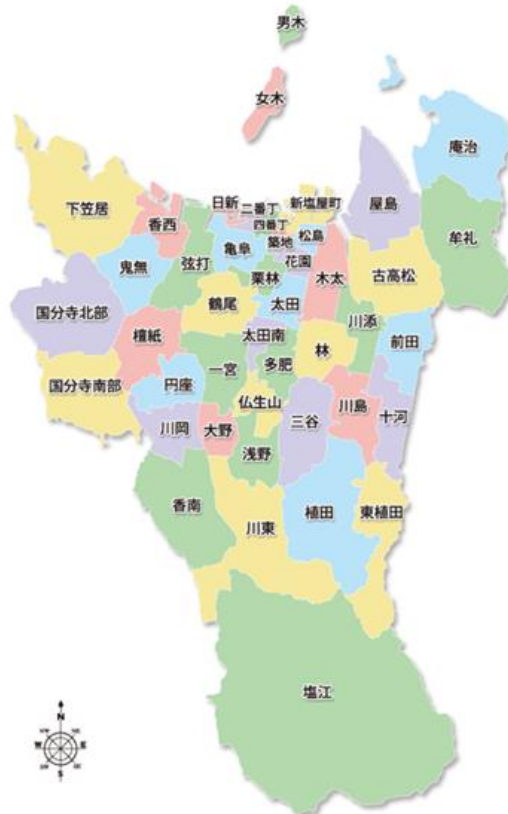 男木
女木
庵治
下笠居
香西
日新
二番丁
四番丁
新塩屋町
屋島
牟礼
鬼無
弦打
亀阜
築地
松島
花園
栗林
木太
古高松
国分寺北部
鶴尾
太田
川添
檀紙
太田南
林
前田
国分寺南部
円座
一宮
多肥
仏生山
川岡
大野
三谷
川島
十河
浅野
香南
川東
植田
東植田
塩江
N
W
E
S